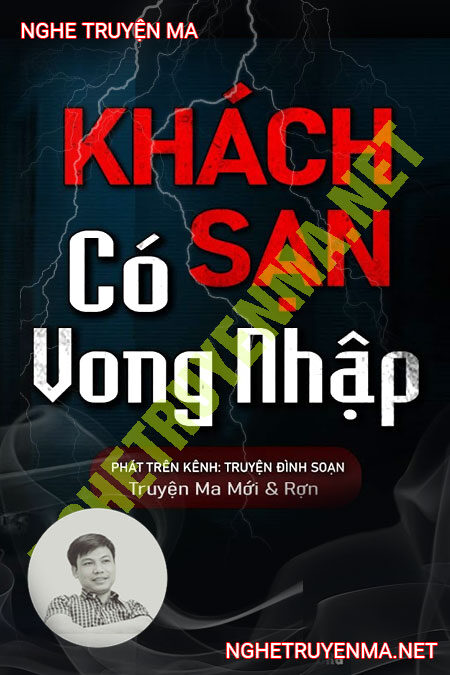 NGHE TRUYỆN MA
KHÁCH
SẠN
Có
Vong Nhập
NGHETRUYENMA.NET
PHÁT TRÊN KÊNH: TRUYỆN ĐÌNH SOẠN
Truyện Ma Mới & Rợn
NGHETRUYENMA.NET